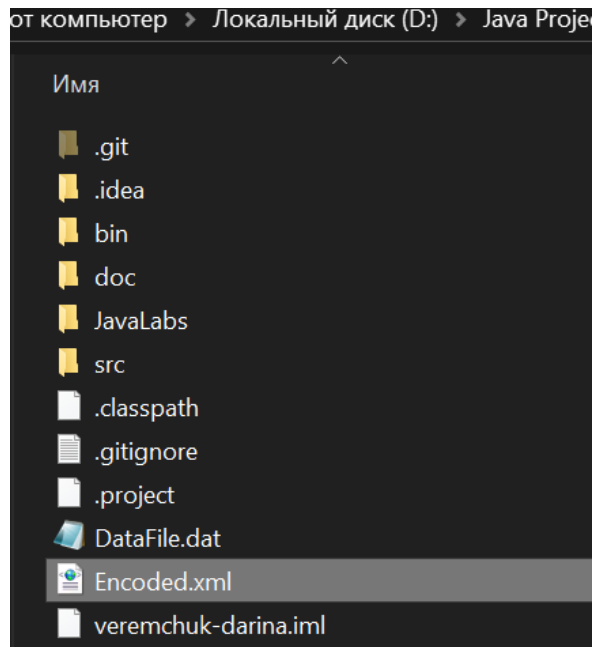 от компьютер > Локальный диск (D:) > Java Proje
Имя
.git
.idea
bin
doc
JavaLabs
src
.classpath
.gitignore
.project
DataFile.dat
Encoded.xml
veremchuk-darina.iml